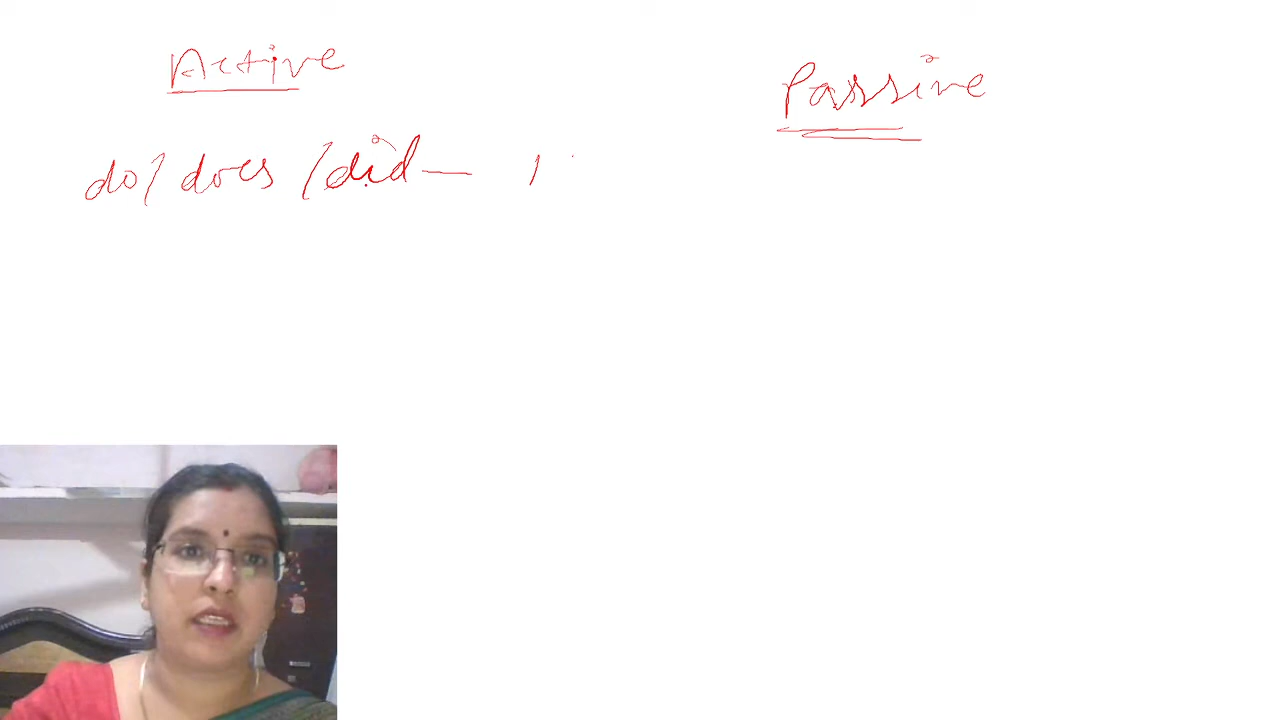 Active
Passive
do/ does / did —